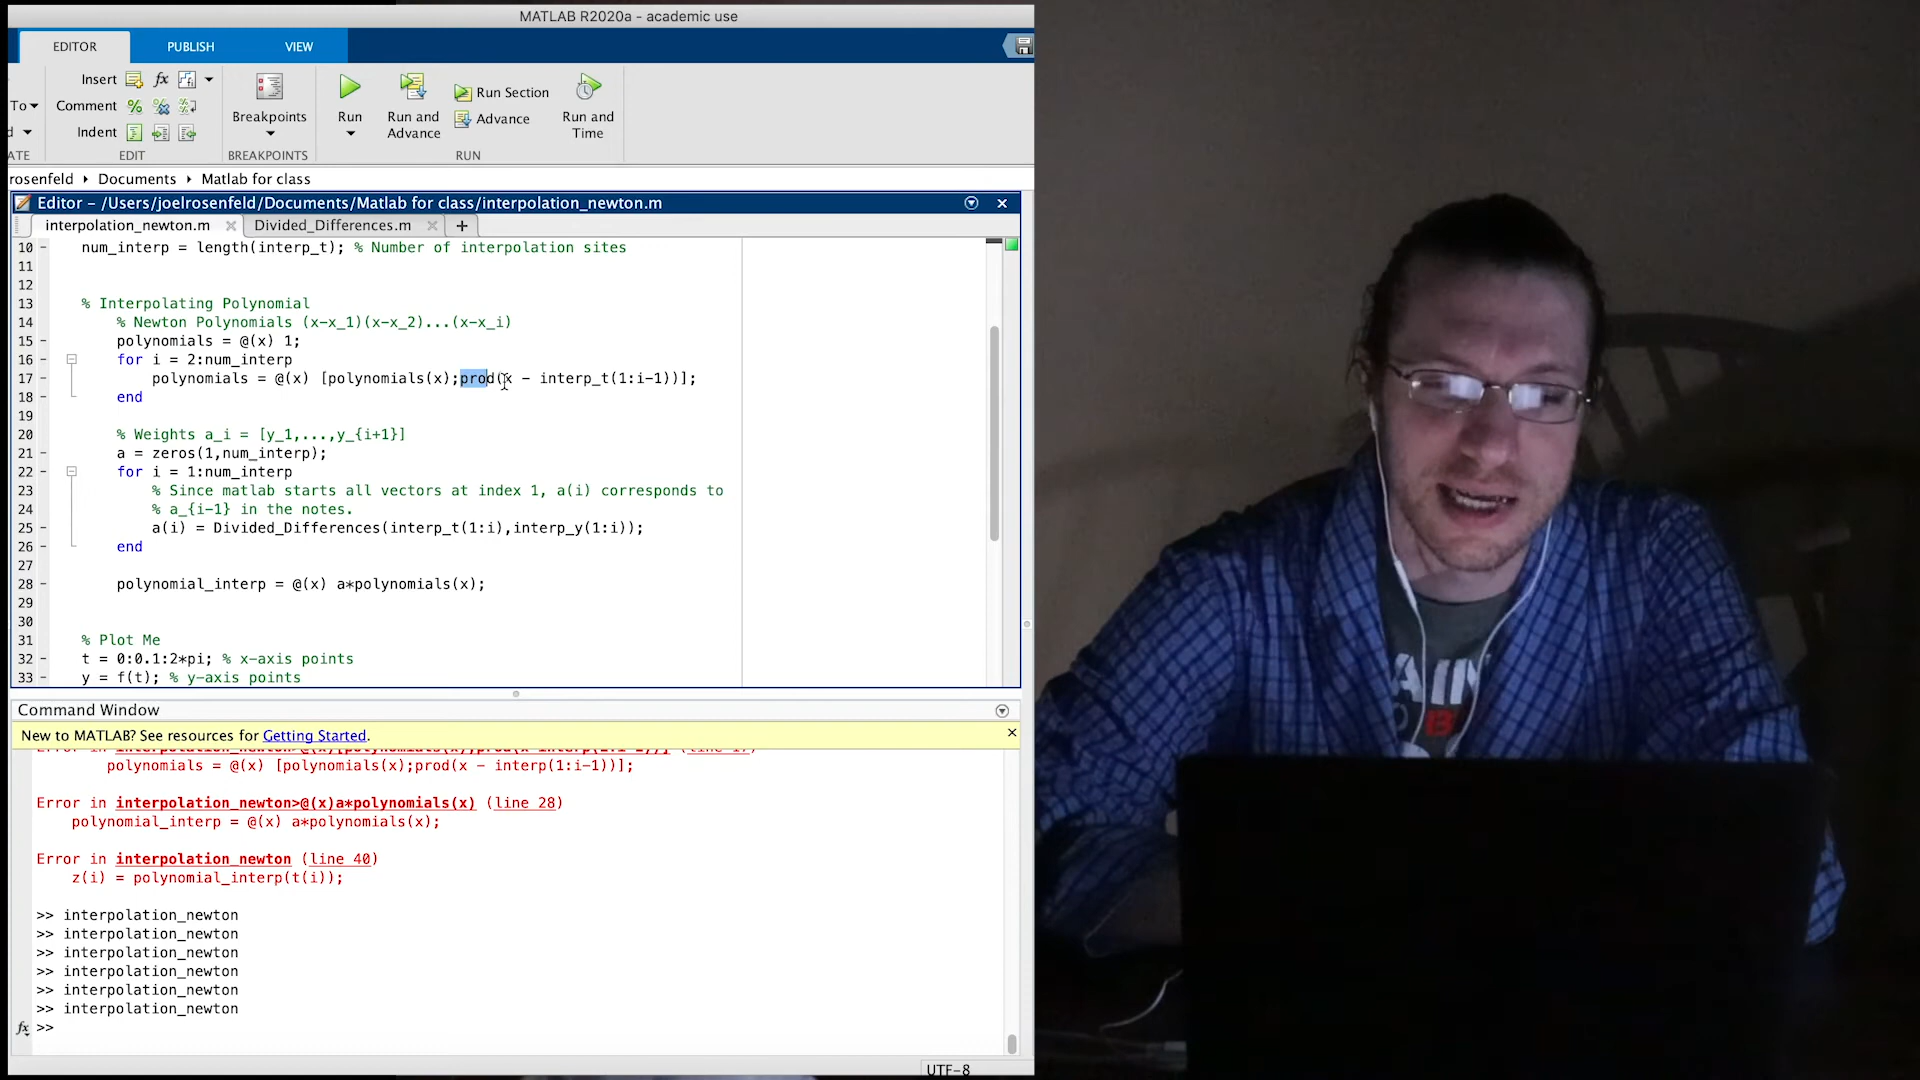 MATLAB R2020a - academic use
EDITOR PUBLISH VIEW
Insert fx
To Comment
d Indent
Breakpoints
Run
Run and Advance
Run Section
Advance
Run and Time
ATE EDIT BREAKPOINTS RUN
rosenfeld Documents Matlab for class
Editor - /Users/joelrosenfeld/Documents/Matlab for class/interpolation_newton.m
interpolation_newton.m Divided_Differences.m +
10 - num_interp = length(interp_t); % Number of interpolation sites
11
12
13 % Interpolating Polynomial
14 % Newton Polynomials (x-x_1)(x-x_2)...(x-x_i)
15 - polynomials = @(x) 1;
16 - for i = 2:num_interp
17 - polynomials = @(x) [polynomials(x);prod(x - interp_t(1:i-1))];
18 - end
19
20 % Weights a_i = [y_1,...,y_{i+1}]
21 - a = zeros(1,num_interp);
22 - for i = 1:num_interp
23 % Since matlab starts all vectors at index 1, a(i) corresponds to
24 % a_{i-1} in the notes.
25 - a(i) = Divided_Differences(interp_t(1:i),interp_y(1:i));
26 - end
27
28 - polynomial_interp = @(x) a*polynomials(x);
29
30
31 % Plot Me
32 - t = 0:0.1:2*pi; % x-axis points
33 - y = f(t); % y-axis points
Command Window
New to MATLAB? See resources for Getting Started.
polynomials = @(x) [polynomials(x);prod(x - interp(1:i-1))];
Error in interpolation_newton>@(x)a*polynomials(x) (line 28)
polynomial_interp = @(x) a*polynomials(x);
Error in interpolation_newton (line 40)
z(i) = polynomial_interp(t(i));
>> interpolation_newton
>> interpolation_newton
>> interpolation_newton
>> interpolation_newton
>> interpolation_newton
>> interpolation_newton
fx >>
UTF-8